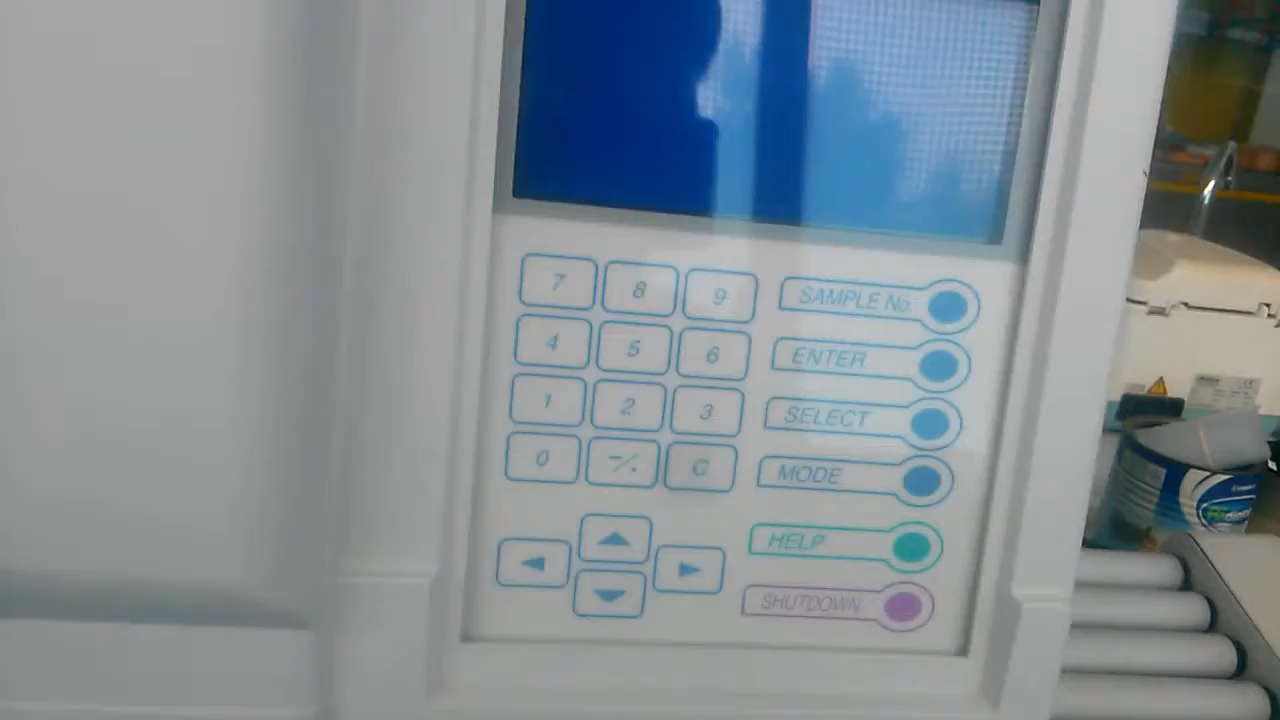 7 8 9 SAMPLE No
4 5 6 ENTER
1 2 3 SELECT
0 -/. C MODE
HELP
SHUTDOWN